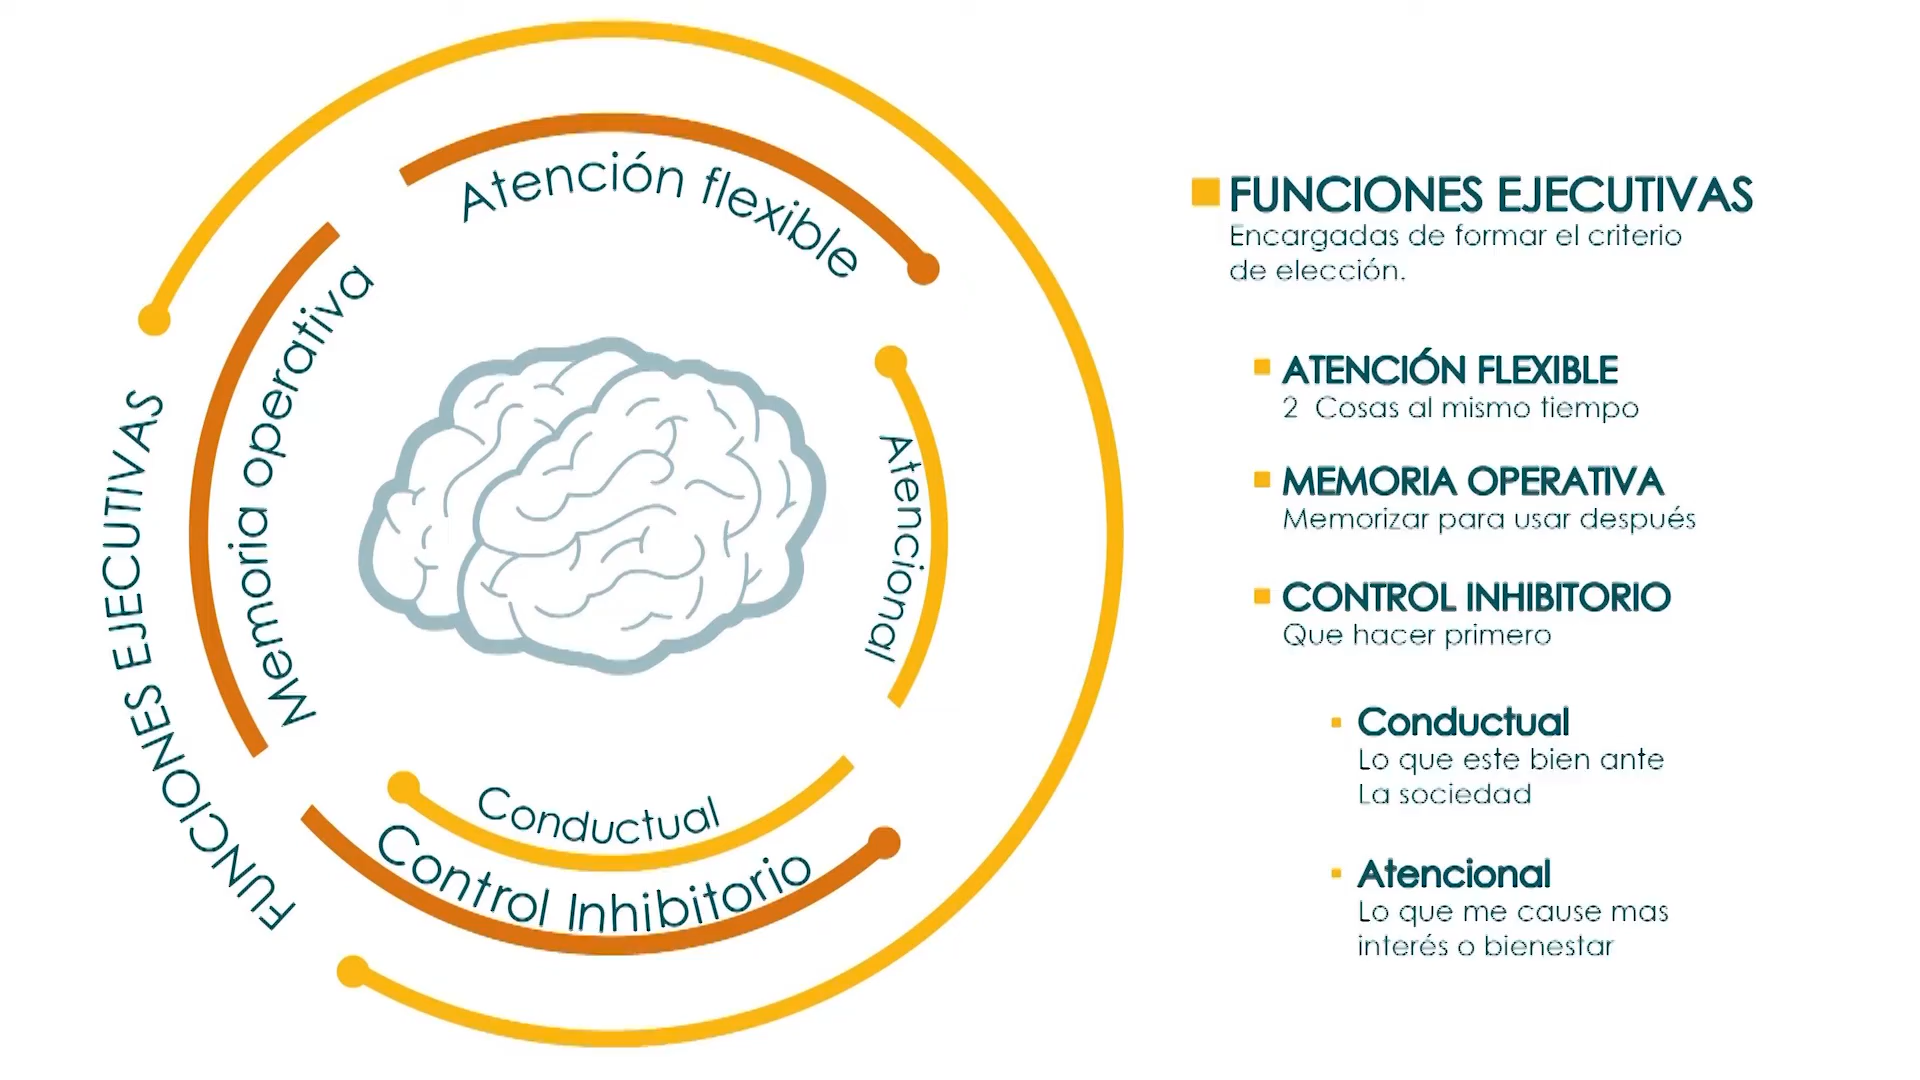 FUNCIONES EJECUTIVAS
Memoria operativa
Atención flexible
Atencional
Conductual
Control Inhibitorio
FUNCIONES EJECUTIVAS
Encargadas de formar el criterio
de elección.
ATENCIÓN FLEXIBLE
2 Cosas al mismo tiempo
MEMORIA OPERATIVA
Memorizar para usar después
CONTROL INHIBITORIO
Que hacer primero
Conductual
Lo que este bien ante
La sociedad
Atencional
Lo que me cause mas
interés o bienestar